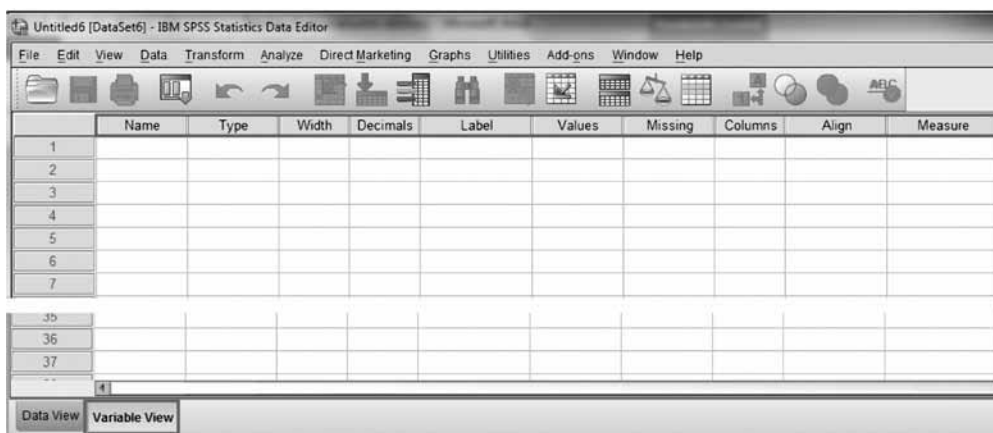 Untitled6 [DataSet6] - IBM SPSS Statistics Data Editor
File Edit View Data Transform Analyze Direct Marketing Graphs Utilities Add-ons Window Help
Name Type Width Decimals Label Values Missing Columns Align Measure
1
2
3
4
5
6
7
35
36
37
Data View Variable View